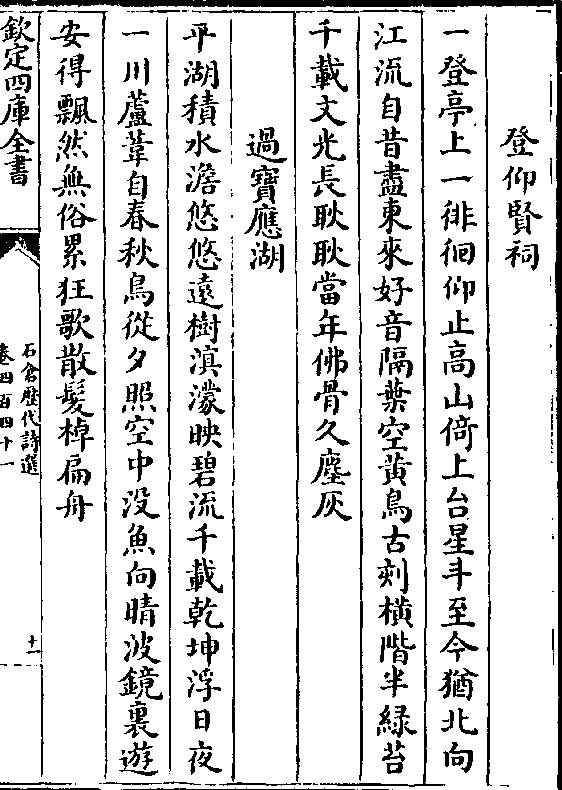 登仰賢祠
一登亭上一徘徊仰止高山倚上台星斗至今猶北向
江流自昔盡東來好音隔葉空黄鳥古刹橫階半緑苔
千載文光長耿耿當年佛骨久塵灰
過寶應湖
平湖積水澹悠悠遠樹溟濛映碧流千載乾坤浮日夜
一川蘆葦自春秋鳥從夕照空中没魚向晴波鏡裏遊
安得飄然無俗累狂歌散髮棹扁舟
欽定四庫全書
石倉歷代詩選
卷四百四十一
十一